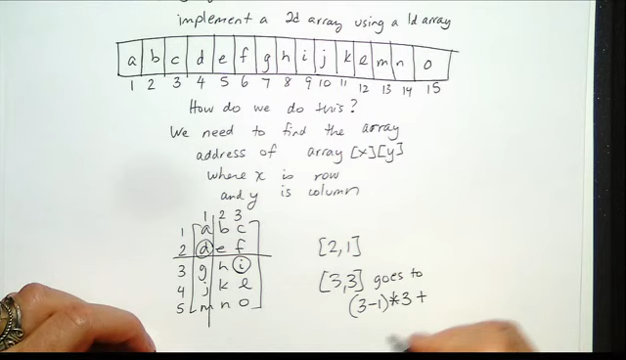 implement a 2d array using a 1d array
a b c d e f g h i j k l m n o
1 2 3 4 5 6 7 8 9 10 11 12 13 14 15
How do we do this?
We need to find the array
address of array [x][y]
where x is row
and y is column
1 2 3
1 a b c
2 d e f
3 g h i
4 j k l
5 m n o
[2,1]
[3,3] goes to
(3-1)*3 +